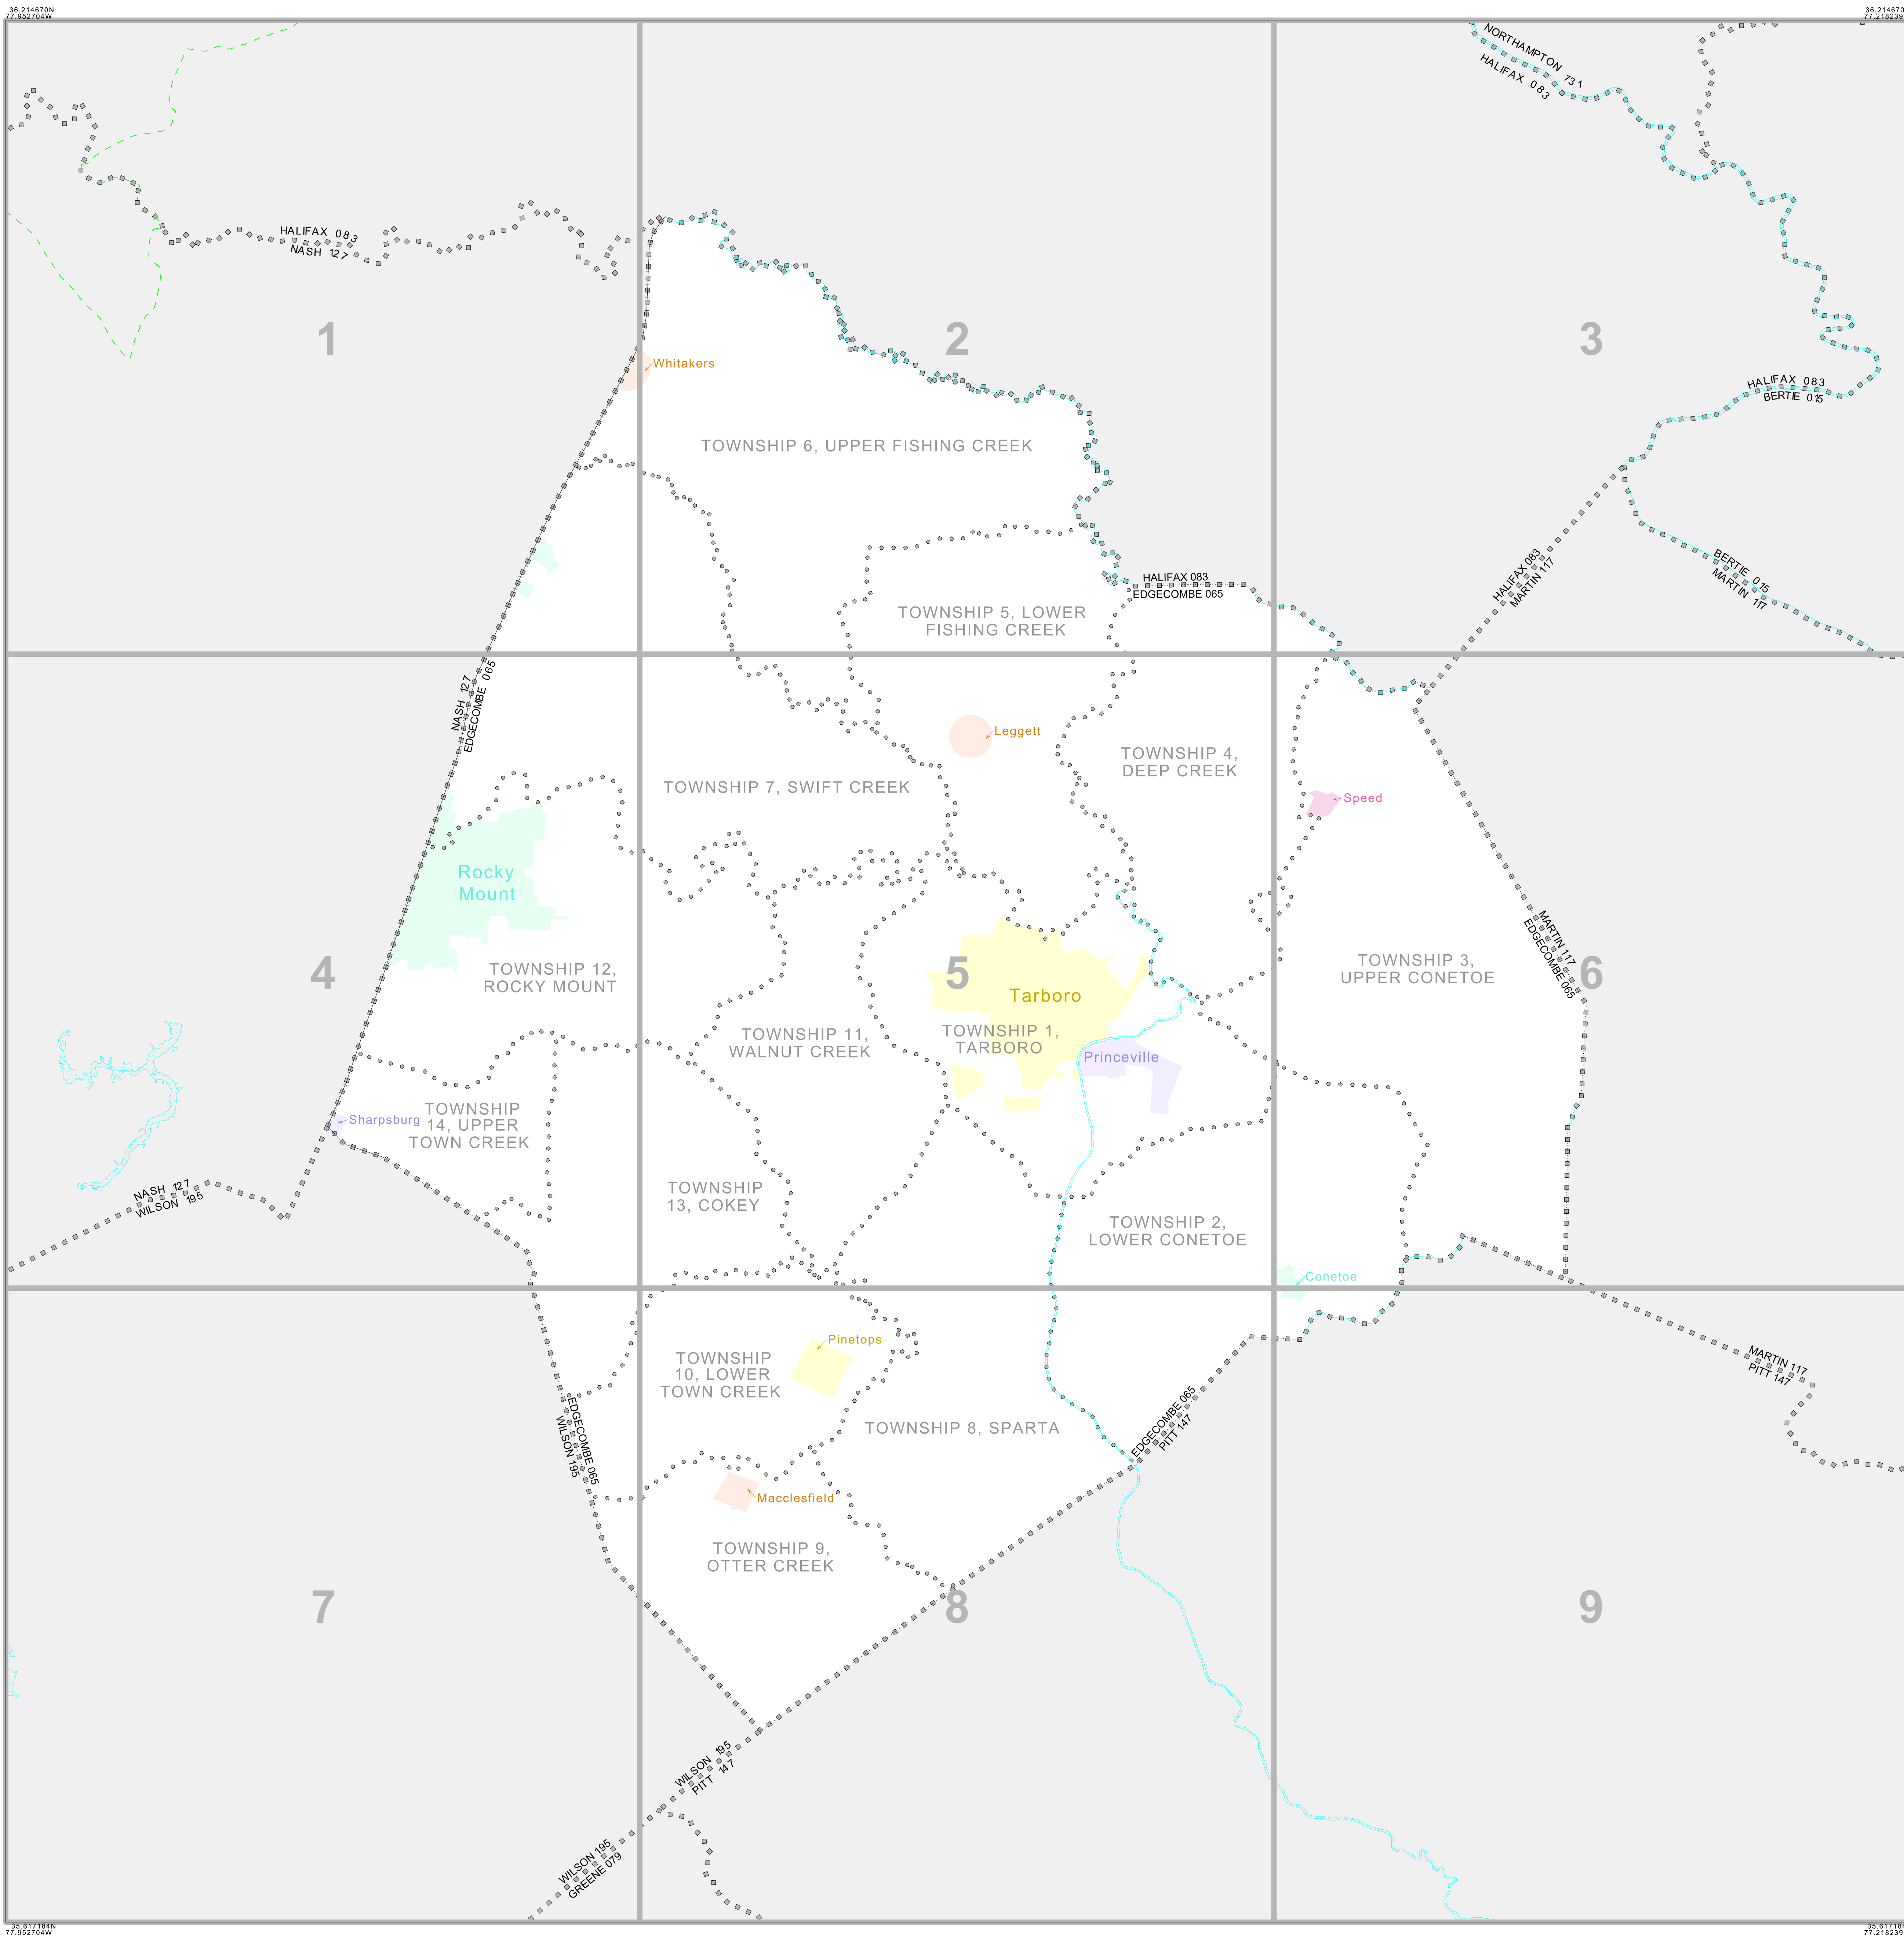 36.214670N
77.952704W
36.214670
77.218239
NORTHAMPTON 131
HALIFAX 083
HALIFAX 083
NASH 127
1
2
3
Whitakers
HALIFAX 083
BERTIE 015
TOWNSHIP 6, UPPER FISHING CREEK
HALIFAX 083
EDGECOMBE 065
HALIFAX 083
MARTIN 117
BERTIE 015
MARTIN 117
TOWNSHIP 5, LOWER
FISHING CREEK
NASH 127
EDGECOMBE 065
Leggett
TOWNSHIP 4,
DEEP CREEK
TOWNSHIP 7, SWIFT CREEK
Speed
Rocky
Mount
MARTIN 117
EDGECOMBE 065
TOWNSHIP 12,
ROCKY MOUNT
4
5
TOWNSHIP 3,
UPPER CONETOE
6
Tarboro
TOWNSHIP 11,
WALNUT CREEK
TOWNSHIP 1,
TARBORO
Princeville
Sharpsburg
TOWNSHIP
14, UPPER
TOWN CREEK
NASH 127
WILSON 195
TOWNSHIP
13, COKEY
TOWNSHIP 2,
LOWER CONETOE
Conetoe
Pinetops
TOWNSHIP
10, LOWER
TOWN CREEK
MARTIN 117
PITT 147
EDGECOMBE 065
WILSON 195
TOWNSHIP 8, SPARTA
EDGECOMBE 065
PITT 147
Macclesfield
TOWNSHIP 9,
OTTER CREEK
7
8
9
WILSON 195
PITT 147
WILSON 195
GREENE 079
35.617184N
77.952704W
35.617184
77.218239